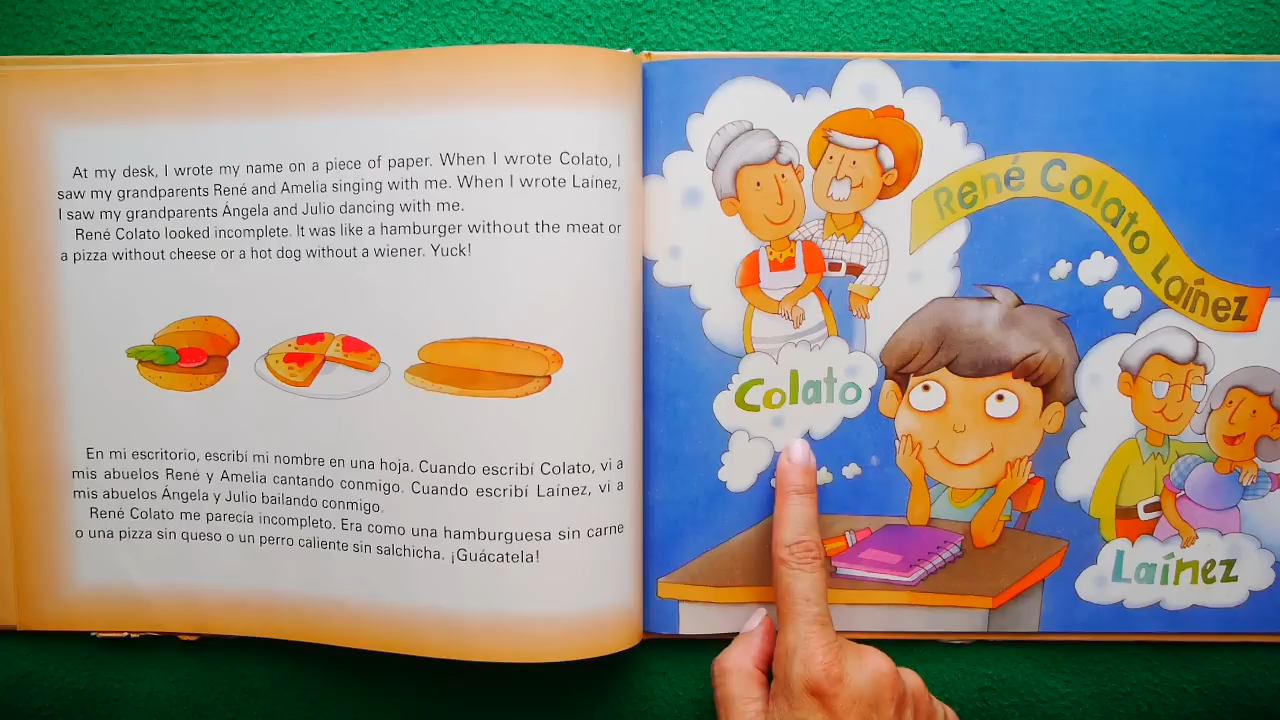 At my desk, I wrote my name on a piece of paper. When I wrote Colato, I
saw my grandparents René and Amelia singing with me. When I wrote Laínez,
I saw my grandparents Ángela and Julio dancing with me.
René Colato looked incomplete. It was like a hamburger without the meat or
a pizza without cheese or a hot dog without a wiener. Yuck!
En mi escritorio, escribí mi nombre en una hoja. Cuando escribí Colato, vi a
mis abuelos René y Amelia cantando conmigo. Cuando escribí Laínez, vi a
mis abuelos Ángela y Julio bailando conmigo.
René Colato me parecía incompleto. Era como una hamburguesa sin carne
o una pizza sin queso o un perro caliente sin salchicha. ¡Guácatela!
René Colato Laínez
Colato
Laínez